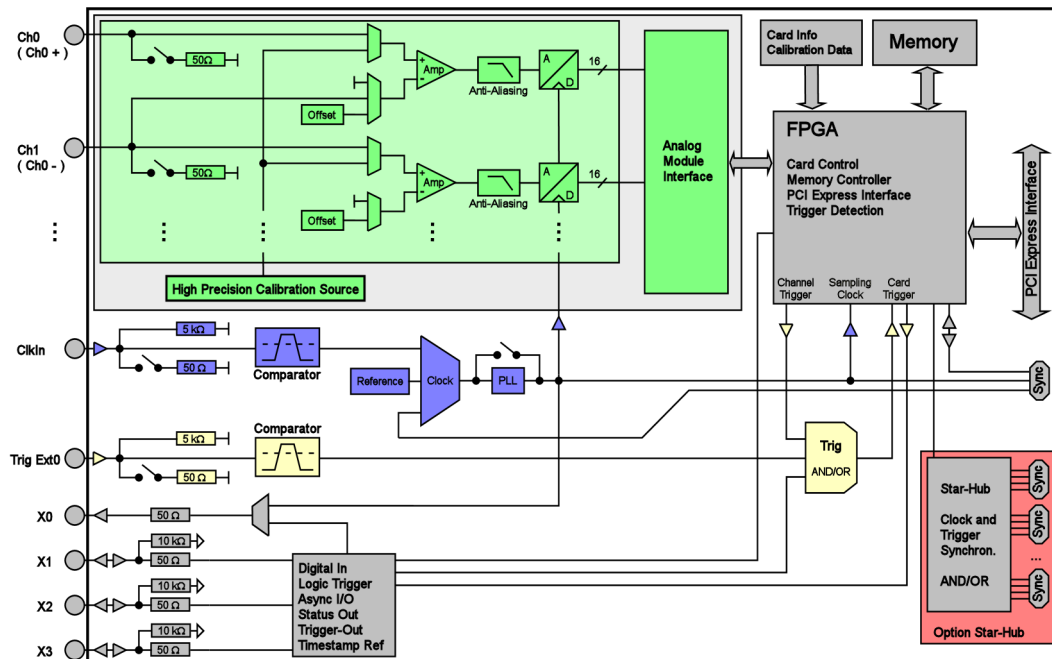 Ch0
( Ch0 + )
50Ω
+
-
Amp
Anti-Aliasing
A
D
16
Offset
Ch1
( Ch0 - )
50Ω
+
-
Amp
Anti-Aliasing
A
D
16
Offset
High Precision Calibration Source
Analog
Module
Interface
Card Info
Calibration Data
Memory
FPGA
Card Control
Memory Controller
PCI Express Interface
Trigger Detection
Channel
Trigger
Sampling
Clock
Card
Trigger
PCI Express Interface
ClkIn
5 kΩ
50 Ω
Comparator
Reference
Clock
PLL
Sync
Trig Ext0
5 kΩ
50 Ω
Comparator
Trig
AND/OR
X0
50 Ω
X1
10 kΩ
50 Ω
X2
10 kΩ
50 Ω
X3
10 kΩ
50 Ω
Digital In
Logic Trigger
Async I/O
Status Out
Trigger-Out
Timestamp Ref
Star-Hub
Clock and
Trigger
Synchron.
AND/OR
Sync
Sync
...
Sync
Option Star-Hub